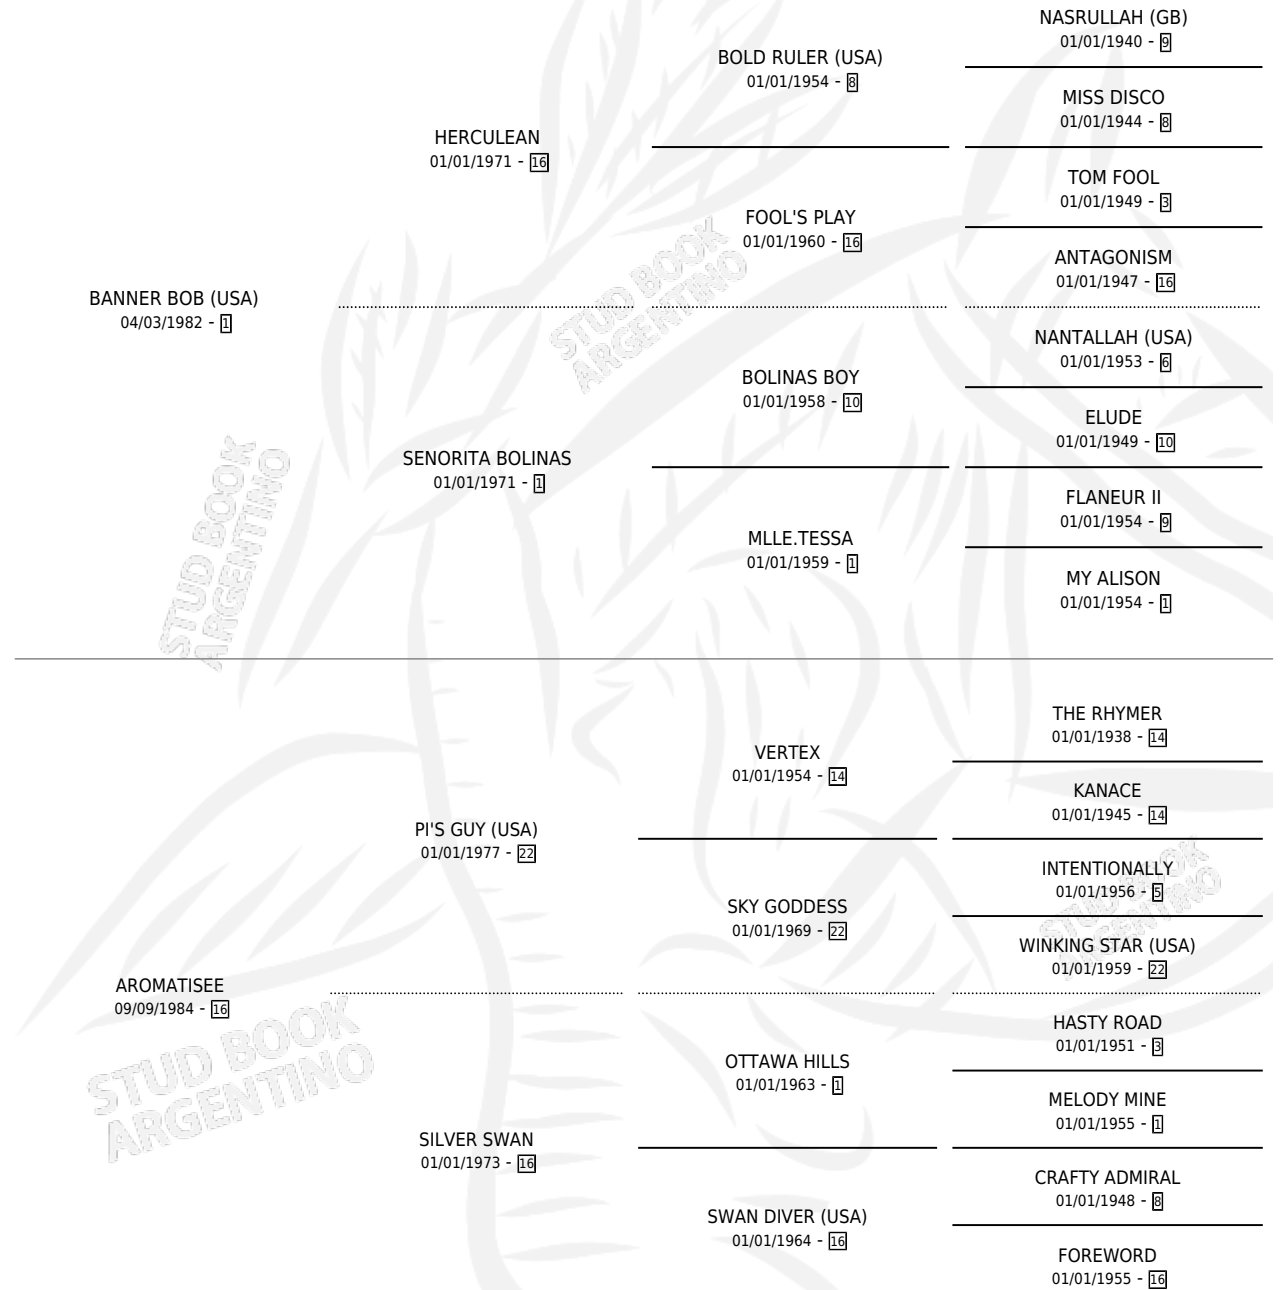 NASRULLAH (GB)
01/01/1940 - 9
BOLD RULER (USA)
01/01/1954 - 8
MISS DISCO
01/01/1944 - 8
HERCULEAN
01/01/1971 - 16
TOM FOOL
01/01/1949 - 3
FOOL'S PLAY
01/01/1960 - 16
ANTAGONISM
01/01/1947 - 16
BANNER BOB (USA)
04/03/1982 - 1
STUD BOOK
ARGENTINO
NANTALLAH (USA)
01/01/1953 - 6
BOLINAS BOY
01/01/1958 - 10
ELUDE
01/01/1949 - 10
SENORITA BOLINAS
01/01/1971 - 1
FLANEUR II
01/01/1954 - 9
MLLE.TESSA
01/01/1959 - 1
MY ALISON
01/01/1954 - 1
STUD BOOK
ARGENTINO
THE RHYMER
01/01/1938 - 14
VERTEX
01/01/1954 - 14
KANACE
01/01/1945 - 14
PI'S GUY (USA)
01/01/1977 - 22
INTENTIONALLY
01/01/1956 - 5
SKY GODDESS
01/01/1969 - 22
WINKING STAR (USA)
01/01/1959 - 22
STUD BOOK
ARGENTINO
AROMATISEE
09/09/1984 - 16
HASTY ROAD
01/01/1951 - 3
OTTAWA HILLS
01/01/1963 - 1
MELODY MINE
01/01/1955 - 1
STUD BOOK
ARGENTINO
SILVER SWAN
01/01/1973 - 16
CRAFTY ADMIRAL
01/01/1948 - 8
SWAN DIVER (USA)
01/01/1964 - 16
FOREWORD
01/01/1955 - 16